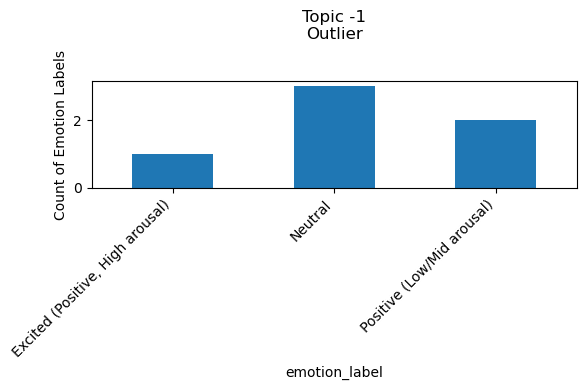 Topic -1
Outlier
Count of Emotion Labels
2
0
Excited (Positive, High arousal)
Neutral
Positive (Low/Mid arousal)
emotion_label